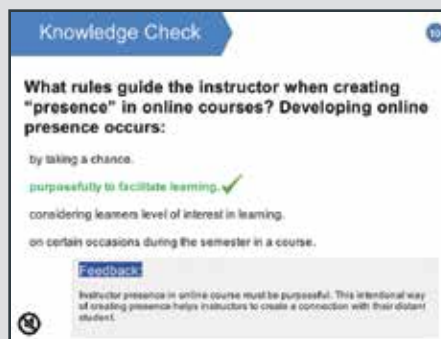 Knowledge Check
10
What rules guide the instructor when creating
"presence" in online courses? Developing online
presence occurs:
by taking a chance.
purposefully to facilitate learning.
considering learners level of interest in learning.
on certain occasions during the semester in a course.
Feedback:
Instructor presence in online course must be purposeful. This intentional way
of creating presence helps instructors to create a connection with their distant
student.